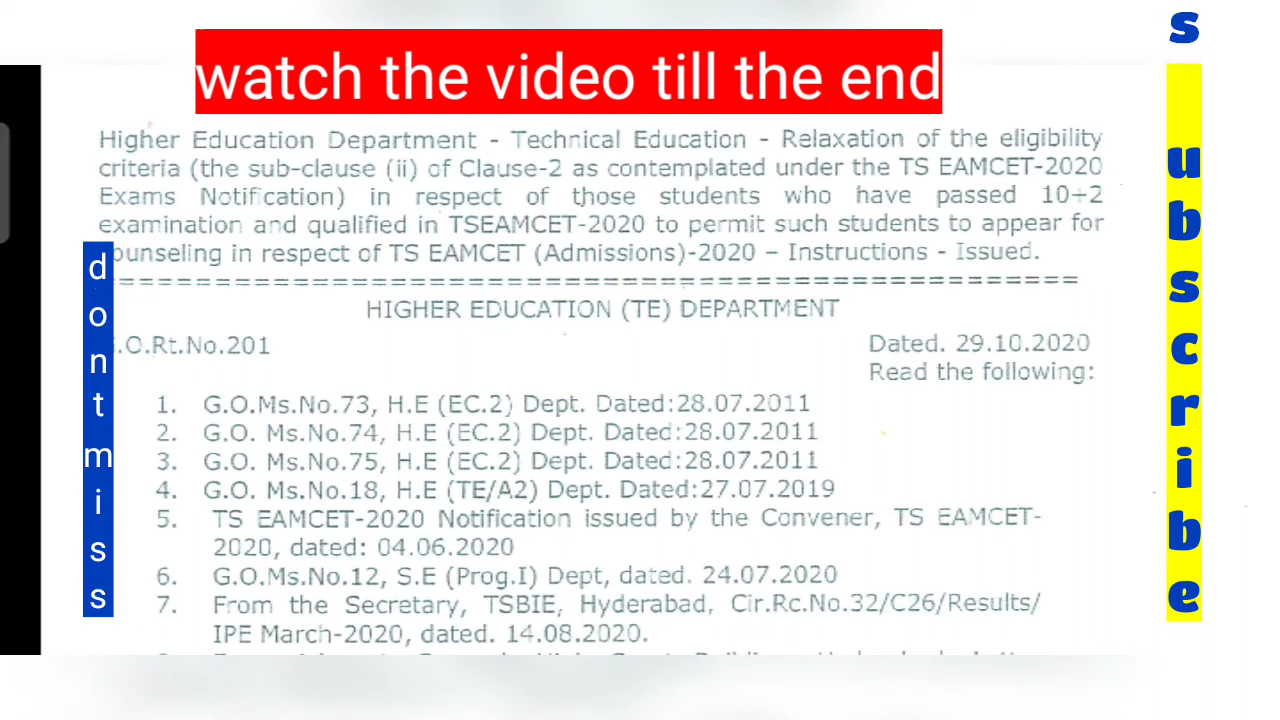 watch the video till the end
Higher Education Department - Technical Education - Relaxation of the eligibility
criteria (the sub-clause (ii) of Clause-2 as contemplated under the TS EAMCET-2020
Exams Notification) in respect of those students who have passed 10+2
examination and qualified in TSEAMCET-2020 to permit such students to appear for
ounseling in respect of TS EAMCET (Admissions)-2020 – Instructions - Issued.
==========================================================
HIGHER EDUCATION (TE) DEPARTMENT
.O.Rt.No.201 Dated. 29.10.2020
Read the following:
1. G.O.Ms.No.73, H.E (EC.2) Dept. Dated:28.07.2011
2. G.O. Ms.No.74, H.E (EC.2) Dept. Dated:28.07.2011
3. G.O. Ms.No.75, H.E (EC.2) Dept. Dated:28.07.2011
4. G.O. Ms.No.18, H.E (TE/A2) Dept. Dated:27.07.2019
5. TS EAMCET-2020 Notification issued by the Convener, TS EAMCET-
2020, dated: 04.06.2020
6. G.O.Ms.No.12, S.E (Prog.I) Dept, dated. 24.07.2020
7. From the Secretary, TSBIE, Hyderabad, Cir.Rc.No.32/C26/Results/
IPE March-2020, dated. 14.08.2020.
dont miss
subscribe